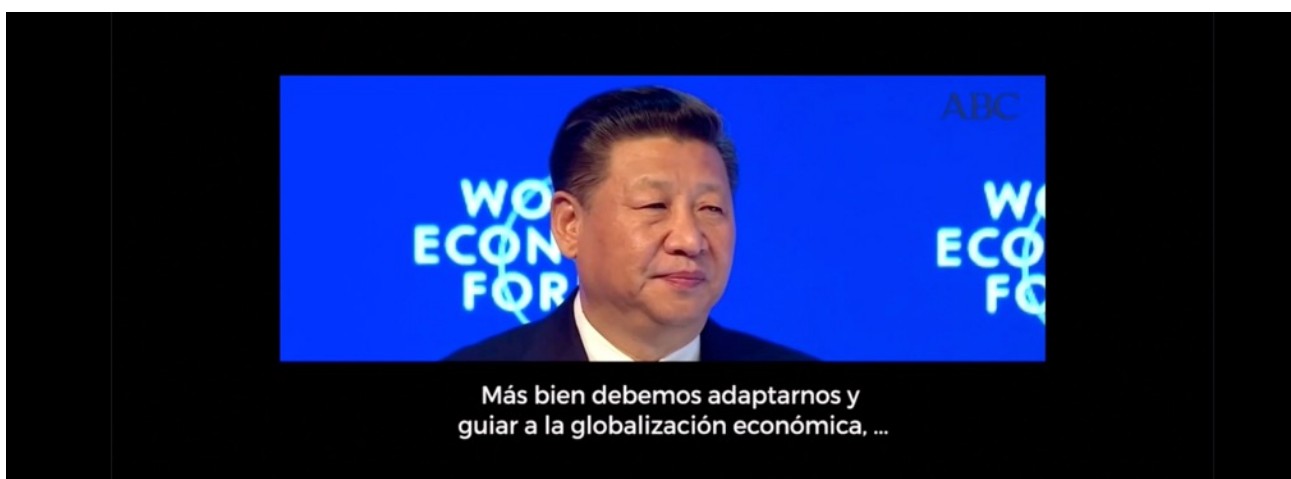 ABC
WO
ECON
FOR
W
ECO
FO
Más bien debemos adaptarnos y
guiar a la globalización económica, ...